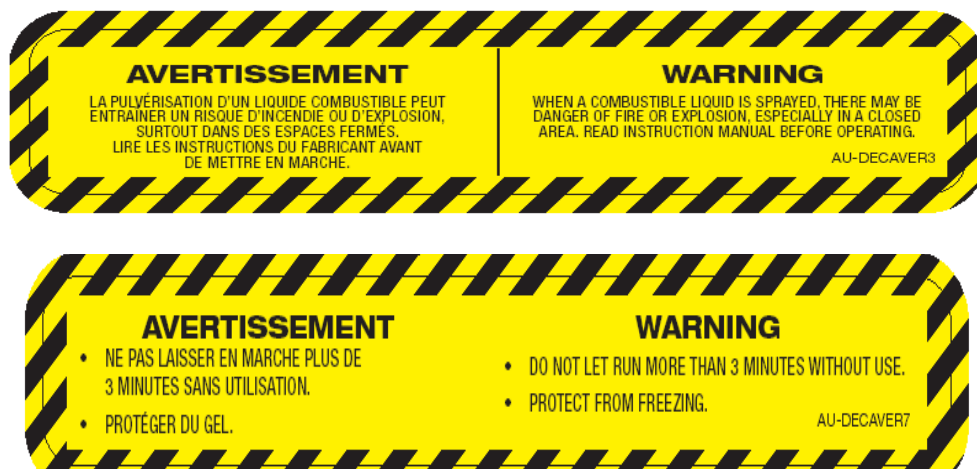 AVERTISSEMENT
LA PULVÉRISATION D'UN LIQUIDE COMBUSTIBLE PEUT
ENTRAÎNER UN RISQUE D'INCENDIE OU D'EXPLOSION,
SURTOUT DANS DES ESPACES FERMÉS.
LIRE LES INSTRUCTIONS DU FABRICANT AVANT
DE METTRE EN MARCHE.
WARNING
WHEN A COMBUSTIBLE LIQUID IS SPRAYED, THERE MAY BE
DANGER OF FIRE OR EXPLOSION, ESPECIALLY IN A CLOSED
AREA. READ INSTRUCTION MANUAL BEFORE OPERATING.
AU-DECAVER3
AVERTISSEMENT
• NE PAS LAISSER EN MARCHE PLUS DE
3 MINUTES SANS UTILISATION.
• PROTÉGER DU GEL.
WARNING
• DO NOT LET RUN MORE THAN 3 MINUTES WITHOUT USE.
• PROTECT FROM FREEZING.
AU-DECAVER7